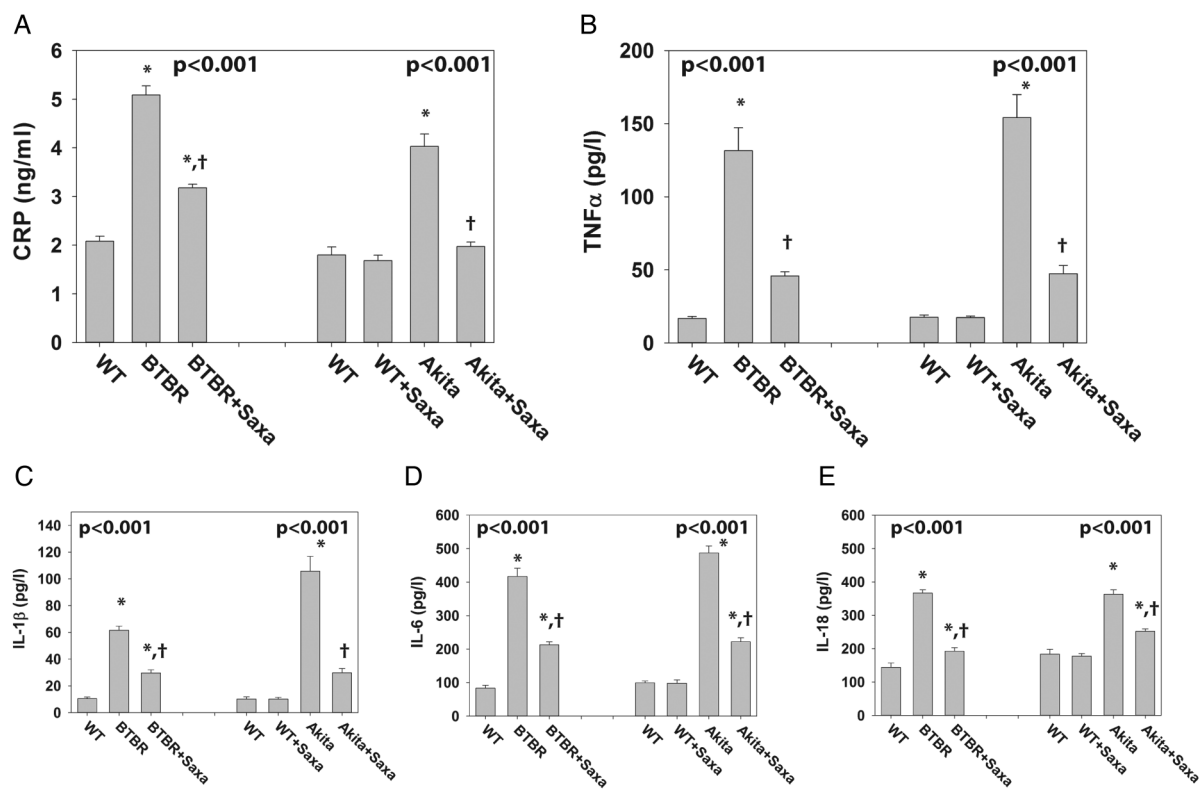 A
CRP (ng/ml)
6
5
4
3
2
1
0
p<0.001
p<0.001
*
*,†
*
†
WT
BTBR
BTBR+Saxa
WT
WT+Saxa
Akita
Akita+Saxa
B
TNFα (pg/l)
200
150
100
50
0
p<0.001
p<0.001
*
†
*
†
WT
BTBR
BTBR+Saxa
WT
WT+Saxa
Akita
Akita+Saxa
C
IL-1β (pg/l)
140
120
100
80
60
40
20
0
p<0.001
p<0.001
*
*,†
*
†
WT
BTBR
BTBR+Saxa
WT
WT+Saxa
Akita
Akita+Saxa
D
IL-6 (pg/l)
600
500
400
300
200
100
0
p<0.001
p<0.001
*
*,†
*
*,†
WT
BTBR
BTBR+Saxa
WT
WT+Saxa
Akita
Akita+Saxa
E
IL-18 (pg/l)
600
500
400
300
200
100
0
p<0.001
p<0.001
*
*,†
*
*,†
WT
BTBR
BTBR+Saxa
WT
WT+Saxa
Akita
Akita+Saxa